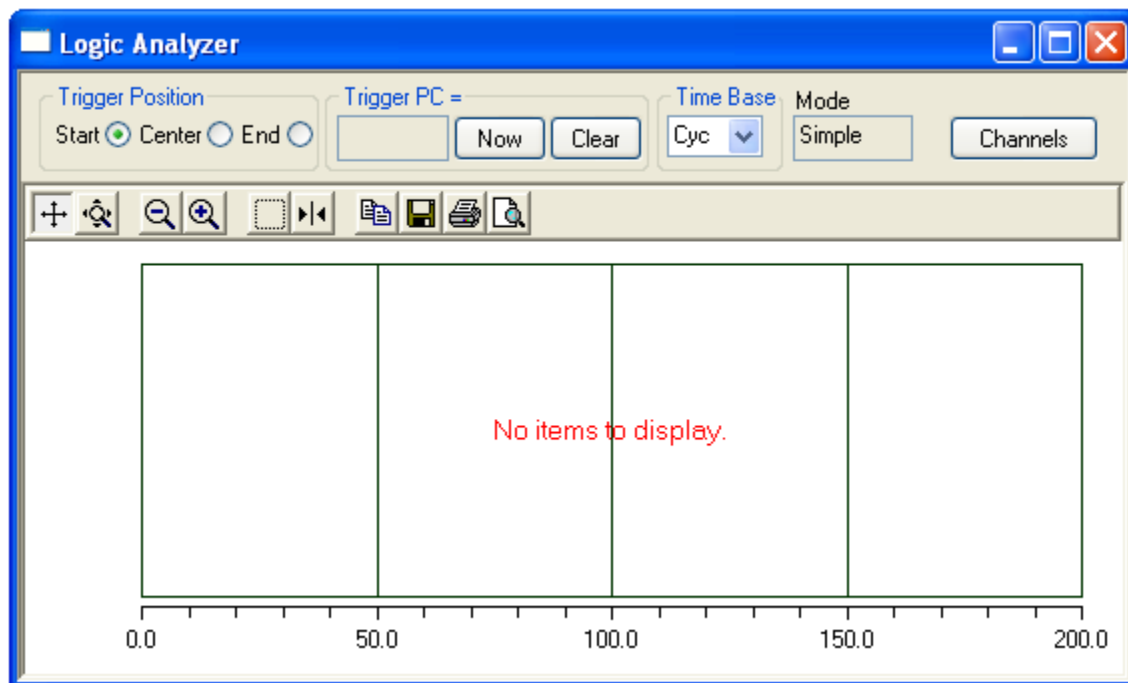 Logic Analyzer
Trigger Position
Start Center End
Trigger PC =
Now Clear
Time Base
Cyc
Mode
Simple
Channels
No items to display.
0.0 50.0 100.0 150.0 200.0